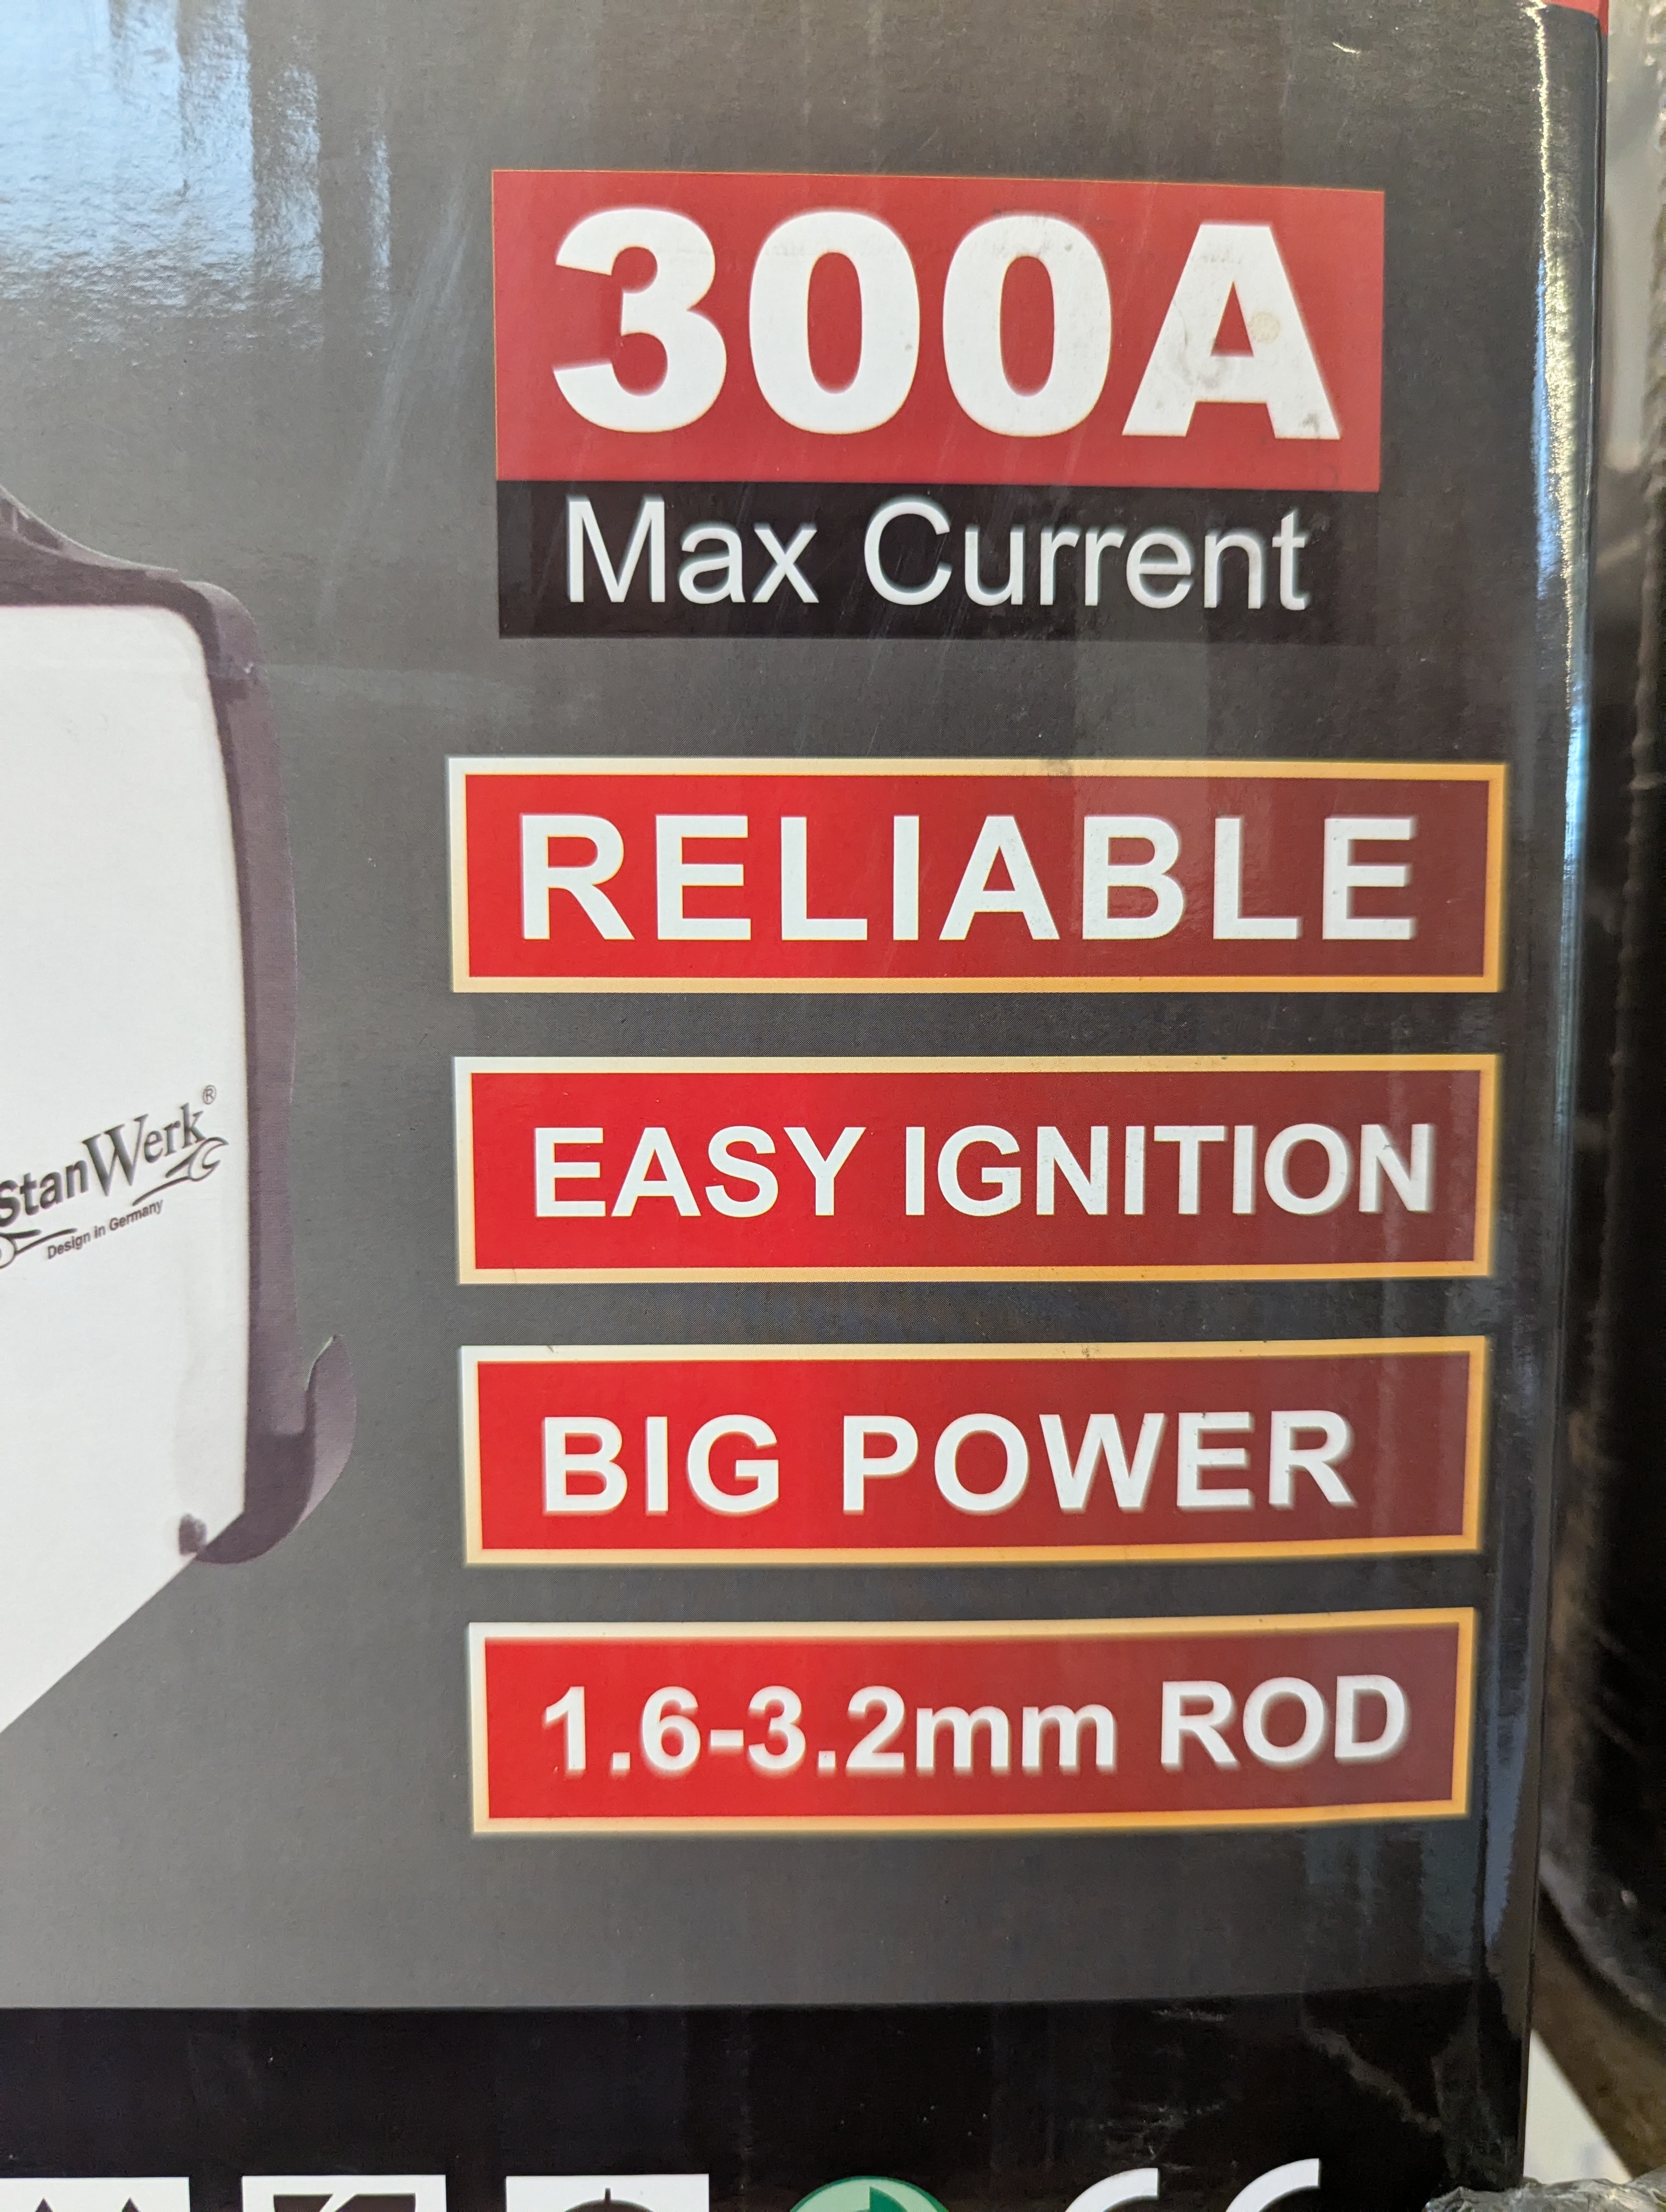 300A
Max Current
RELIABLE
StanWerk®
Design in Germany
EASY IGNITION
BIG POWER
1.6-3.2mm ROD